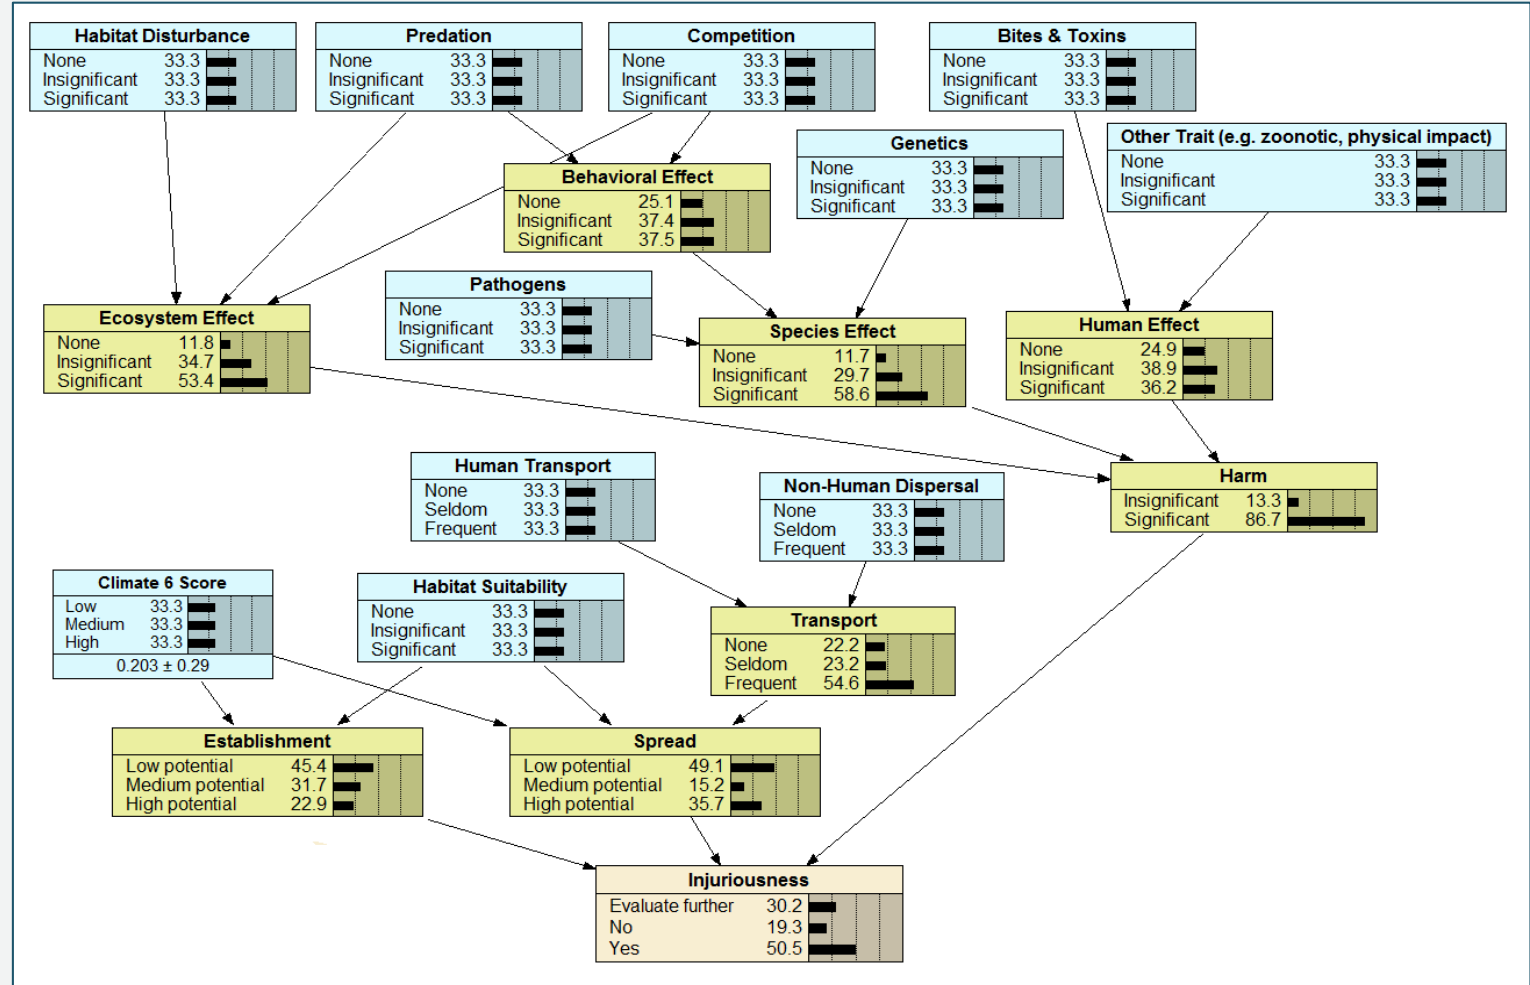 Habitat Disturbance
None 33.3
Insignificant 33.3
Significant 33.3
Predation
None 33.3
Insignificant 33.3
Significant 33.3
Competition
None 33.3
Insignificant 33.3
Significant 33.3
Bites & Toxins
None 33.3
Insignificant 33.3
Significant 33.3
Other Trait (e.g. zoonotic, physical impact)
None 33.3
Insignificant 33.3
Significant 33.3
Genetics
None 33.3
Insignificant 33.3
Significant 33.3
Behavioral Effect
None 25.1
Insignificant 37.4
Significant 37.5
Pathogens
None 33.3
Insignificant 33.3
Significant 33.3
Ecosystem Effect
None 11.8
Insignificant 34.7
Significant 53.4
Species Effect
None 11.7
Insignificant 29.7
Significant 58.6
Human Effect
None 24.9
Insignificant 38.9
Significant 36.2
Human Transport
None 33.3
Seldom 33.3
Frequent 33.3
Non-Human Dispersal
None 33.3
Seldom 33.3
Frequent 33.3
Harm
Insignificant 13.3
Significant 86.7
Climate 6 Score
Low 33.3
Medium 33.3
High 33.3
0.203 ± 0.29
Habitat Suitability
None 33.3
Insignificant 33.3
Significant 33.3
Transport
None 22.2
Seldom 23.2
Frequent 54.6
Establishment
Low potential 45.4
Medium potential 31.7
High potential 22.9
Spread
Low potential 49.1
Medium potential 15.2
High potential 35.7
Injuriousness
Evaluate further 30.2
No 19.3
Yes 50.5